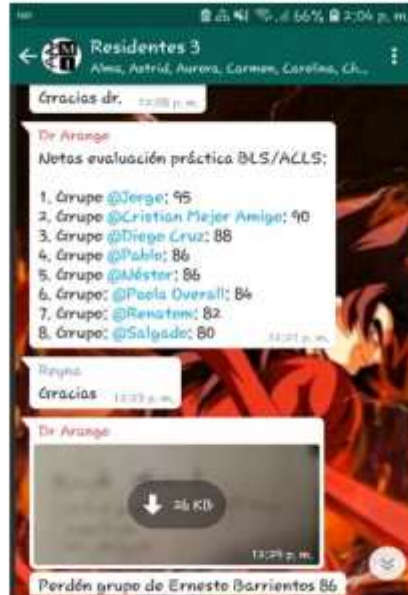 66% 2:04 p. m.
Residentes 3
Alma, Astrid, Aurora, Carmen, Carolina, Ch...
Gracias dr.
Dr Arango
Notas evaluación práctica BLS/ACLS:
1. Grupo @Jorge: 95
2. Grupo @Cristian Mejor Amigo: 90
3. Grupo @Diego Cruz: 88
4. Grupo @Pablo: 86
5. Grupo @Néstor: 86
6. Grupo: @Paola Overall: 84
7. Grupo: @Renatom: 82
8. Grupo: @Salgado: 80
Reyna
Gracias
Dr Arango
26 KB
Perdón grupo de Ernesto Barrientos 86